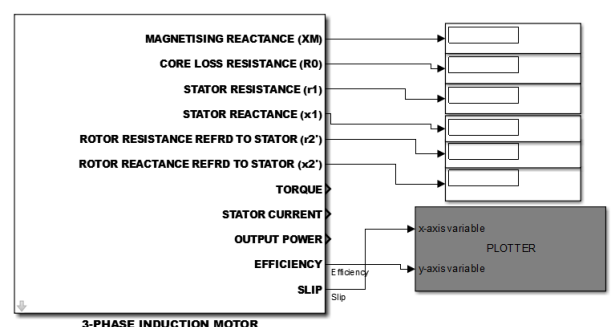 MAGNETISING REACTANCE (XM)
CORE LOSS RESISTANCE (R0)
STATOR RESISTANCE (r1)
STATOR REACTANCE (x1)
ROTOR RESISTANCE REFRD TO STATOR (r2')
ROTOR REACTANCE REFRD TO STATOR (x2')
TORQUE
STATOR CURRENT
OUTPUT POWER
EFFICIENCY
Efficiency
SLIP
Slip
x-axis variable
PLOTTER
y-axis variable
3-PHASE INDUCTION MOTOR